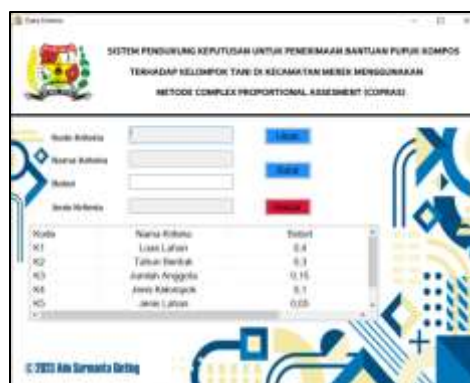 Data Kriteria
SISTEM PENDUKUNG KEPUTUSAN UNTUK PENERIMAAN BANTUAN PUPUK KOMPOS
TERHADAP KELOMPOK TANI DI KECAMATAN MEREK MENGGUNAKAN
METODE COMPLEX PROPORTIONAL ASSESMENT (COPRAS)
Kode Kriteria
Nama Kriteria
Bobot
Jenis Kriteria
Kode Nama Kriteria Bobot
K1 Luas Lahan 0,4
K2 Tahun Bentuk 0,3
K3 Jumlah Anggota 0,15
K4 Jenis Kelompok 0,1
K5 Jenis Lahan 0,05